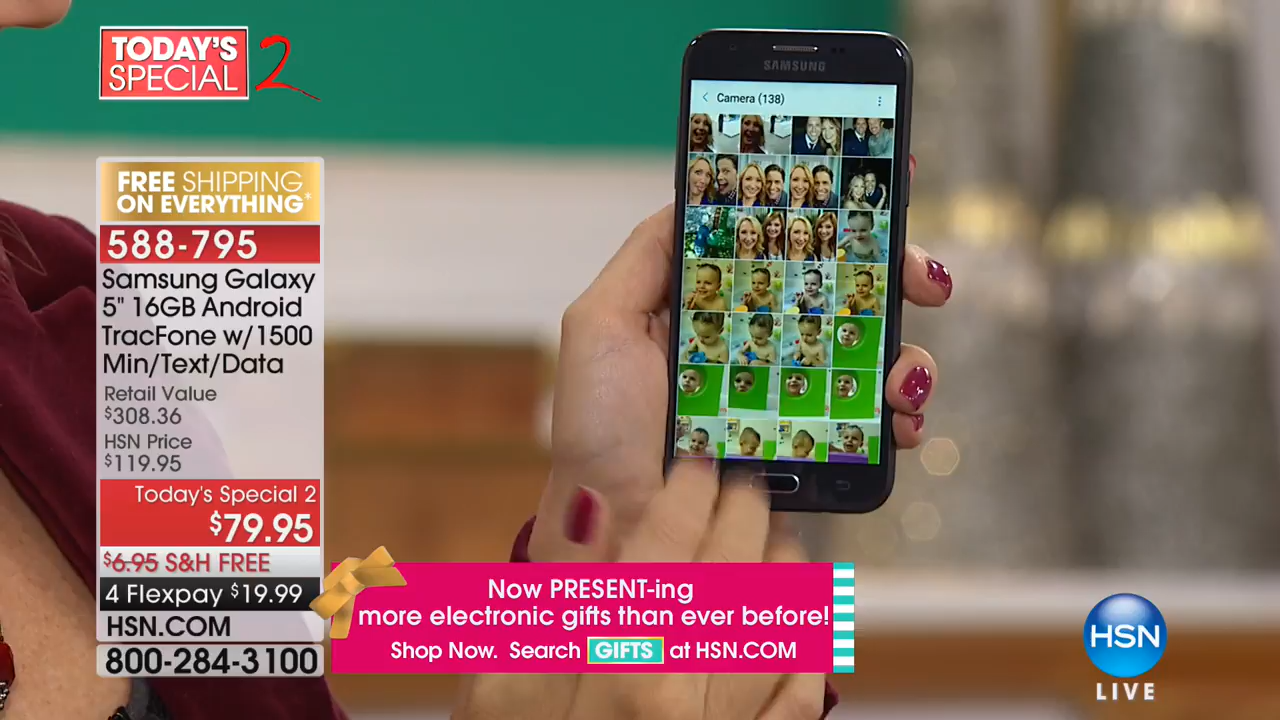 TODAY'S
SPECIAL 2
FREE SHIPPING
ON EVERYTHING*
588-795
Samsung Galaxy
5" 16GB Android
TracFone w/1500
Min/Text/Data
Retail Value
$308.36
HSN Price
$119.95
Today's Special 2
$79.95
$6.95 S&H FREE
4 Flexpay $19.99
HSN.COM
800-284-3100
SAMSUNG
Camera (138)
Now PRESENT-ing
more electronic gifts than ever before!
Shop Now. Search GIFTS at HSN.COM
HSN
LIVE